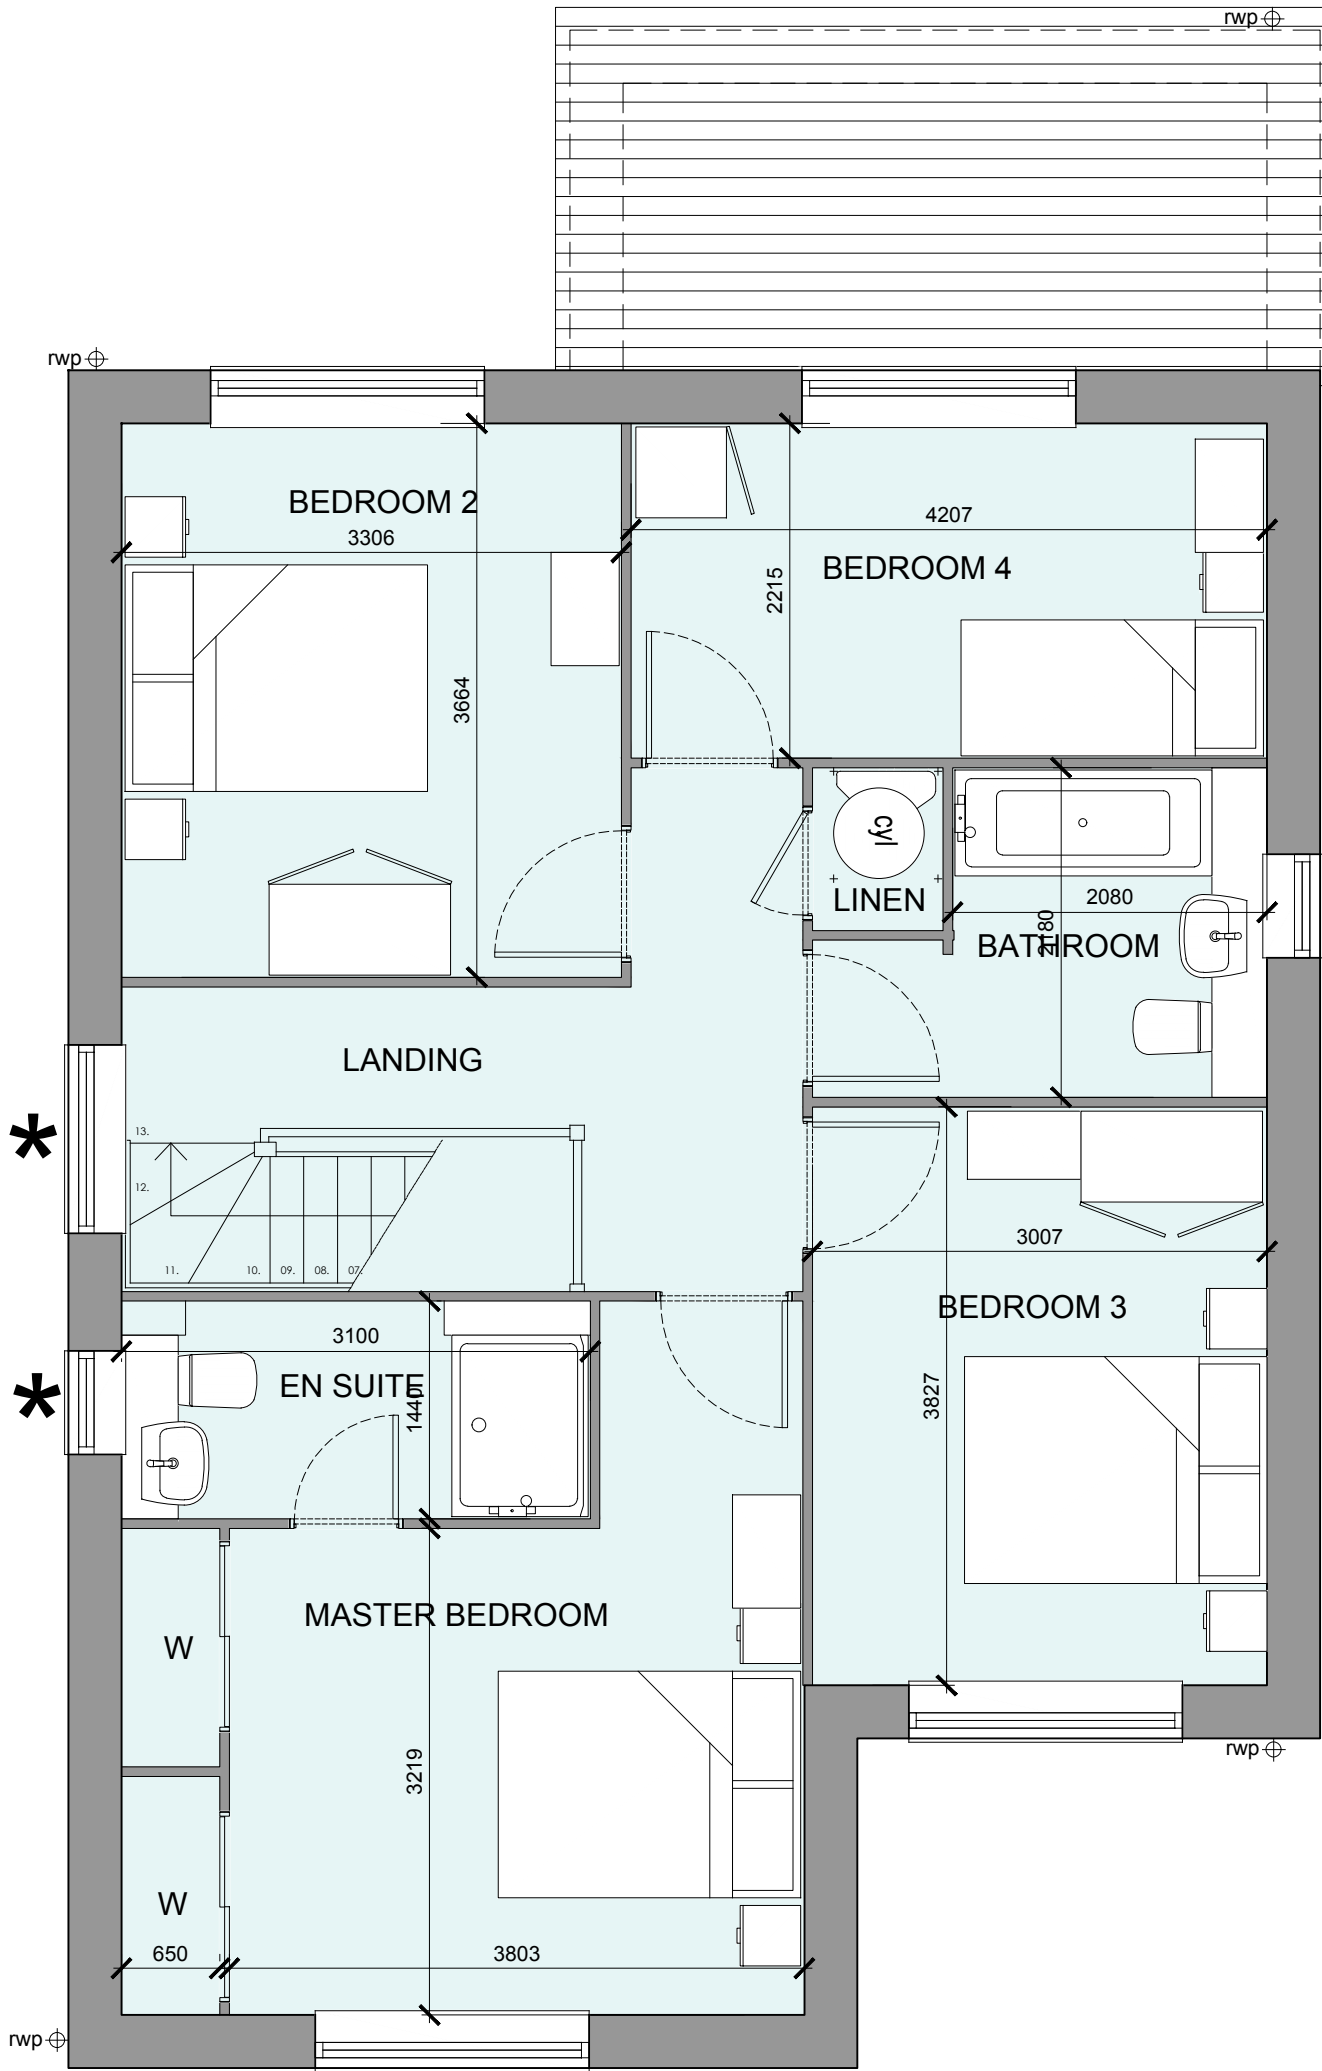 rwp
rwp
BEDROOM 2
3306
4207
BEDROOM 4
2215
3664
cyl
LINEN
2080
2180
BATHROOM
LANDING
*
13.
12.
11.
10.
09.
08.
07.
3007
BEDROOM 3
3100
EN SUITE
1440
*
3827
MASTER BEDROOM
W
3219
W
650
3803
rwp
rwp